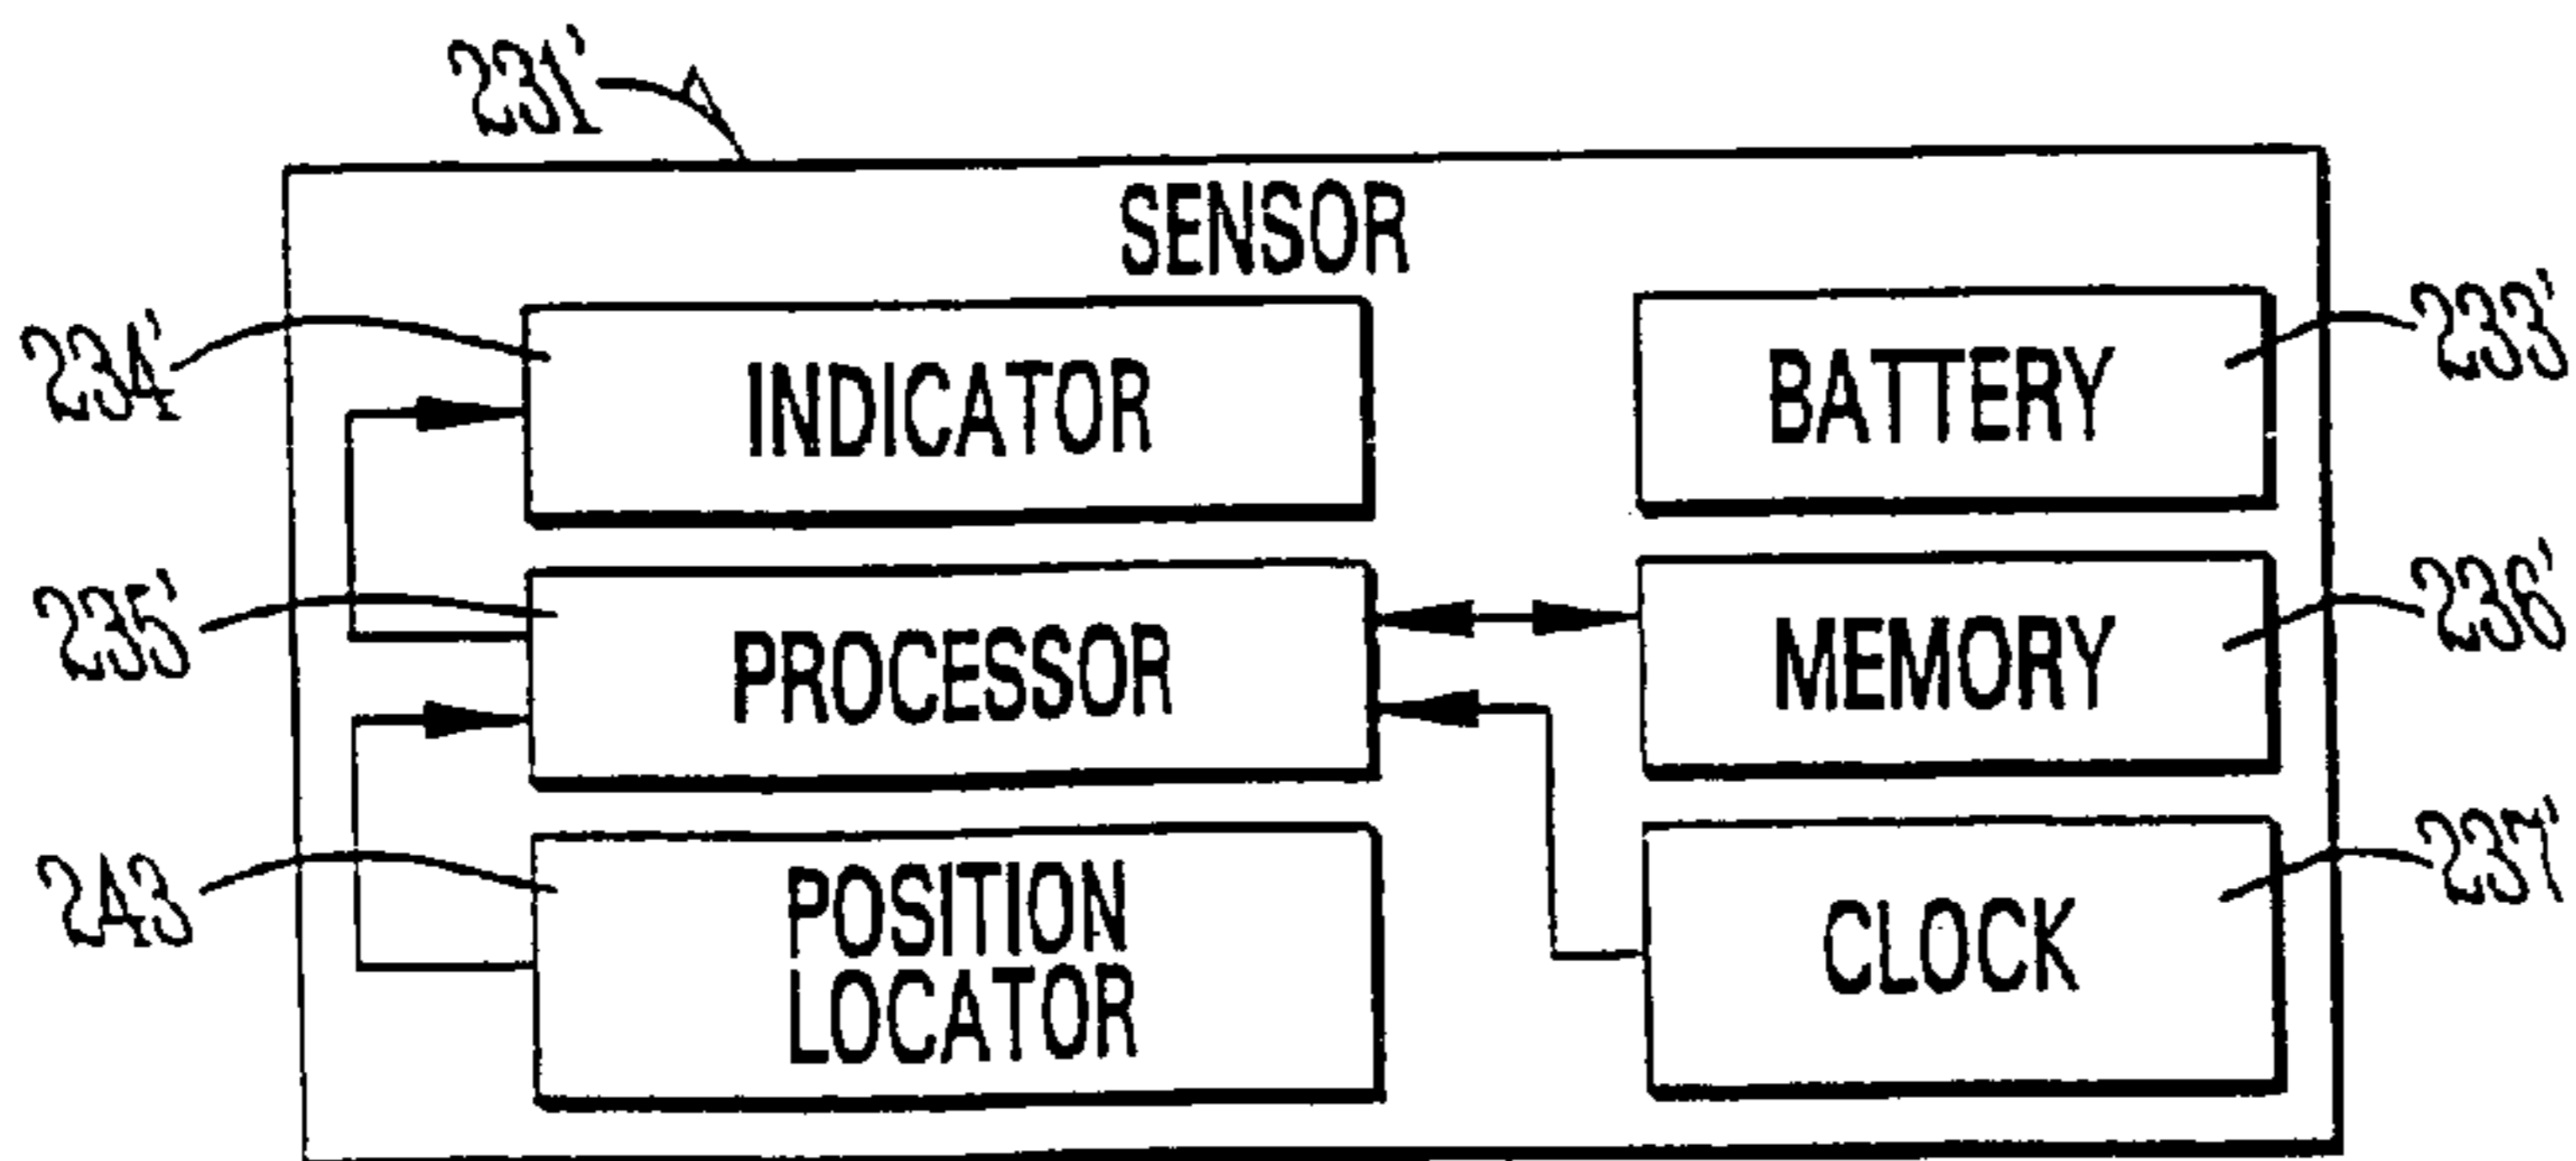 231'
SENSOR
234'
INDICATOR
BATTERY
233'
235'
PROCESSOR
MEMORY
236'
243
POSITION
LOCATOR
CLOCK
237'